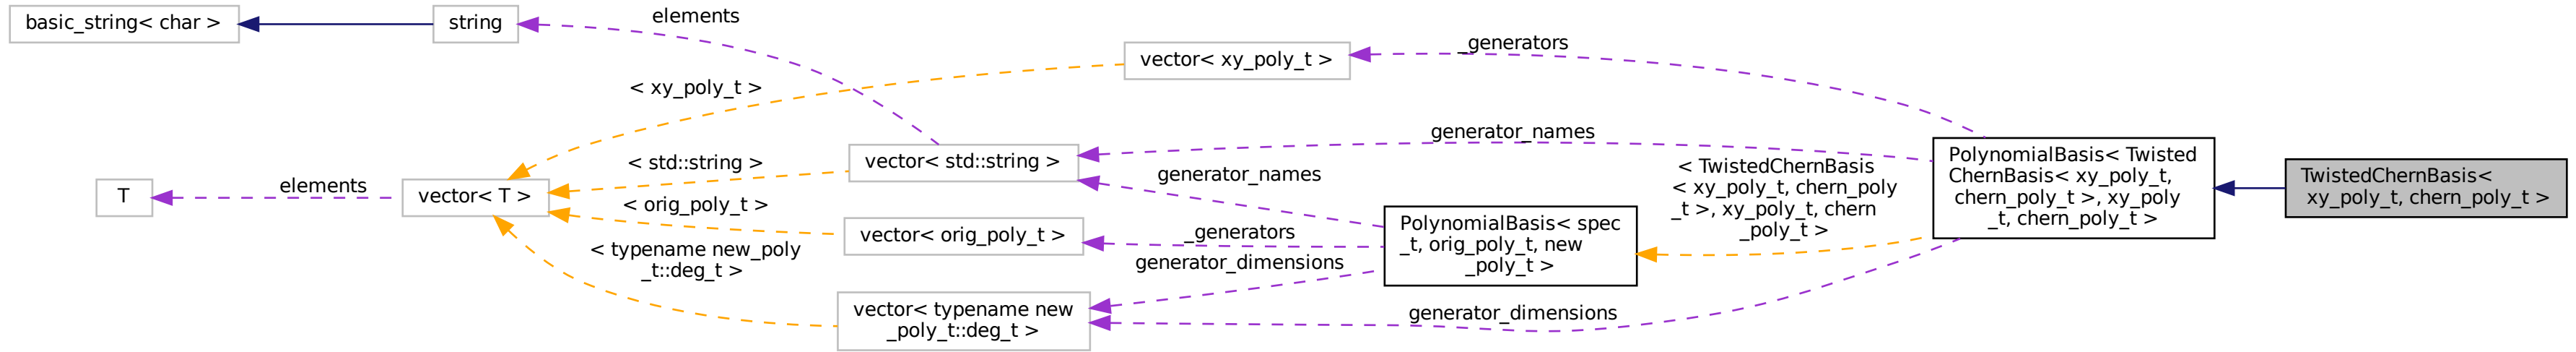 basic_string< char >
string
elements
_generators
vector< xy_poly_t >
< xy_poly_t >
generator_names
vector< std::string >
< std::string >
generator_names
< TwistedChernBasis
< xy_poly_t, chern_poly
_t >, xy_poly_t, chern
_poly_t >
PolynomialBasis< Twisted
ChernBasis< xy_poly_t,
chern_poly_t >, xy_poly
_t, chern_poly_t >
TwistedChernBasis<
xy_poly_t, chern_poly_t >
T
elements
vector< T >
< orig_poly_t >
vector< orig_poly_t >
_generators
PolynomialBasis< spec
_t, orig_poly_t, new
_poly_t >
< typename new_poly
_t::deg_t >
generator_dimensions
vector< typename new
_poly_t::deg_t >
generator_dimensions